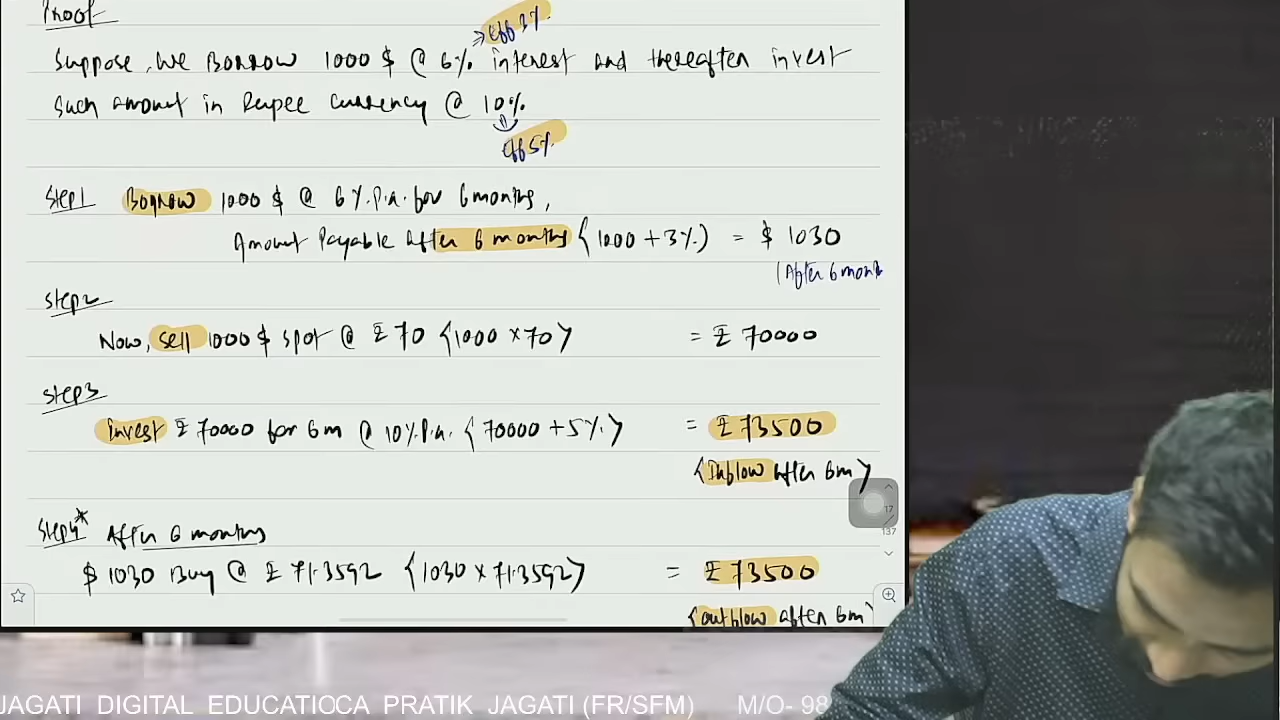 Proof
⇒ eff 3%
Suppose, we Borrow 1000 $ @ 6% interest and thereafter invest
Such amount in Rupee currency @ 10%
eff 5%
Step1 Borrow 1000 $ @ 6% P.a. for 6 months,
Amount Payable after 6 months {1000 + 3%} = $ 1030
(After 6 mont
Step2
Now, sell 1000 $ spot @ ₹ 70 {1000 × 70} = ₹ 70000
Step3
invest ₹ 70000 for 6m @ 10% P.a. {70000 + 5%} = ₹ 73500
{Inflow after 6m}
17
137
Step4* After 6 months
$ 1030 Buy @ ₹ 71.3592 {1030 × 71.3592} = ₹ 73500
{outflow after 6m}
JAGATI DIGITAL EDUCATIOCA PRATIK JAGATI (FR/SFM) M/O- 98